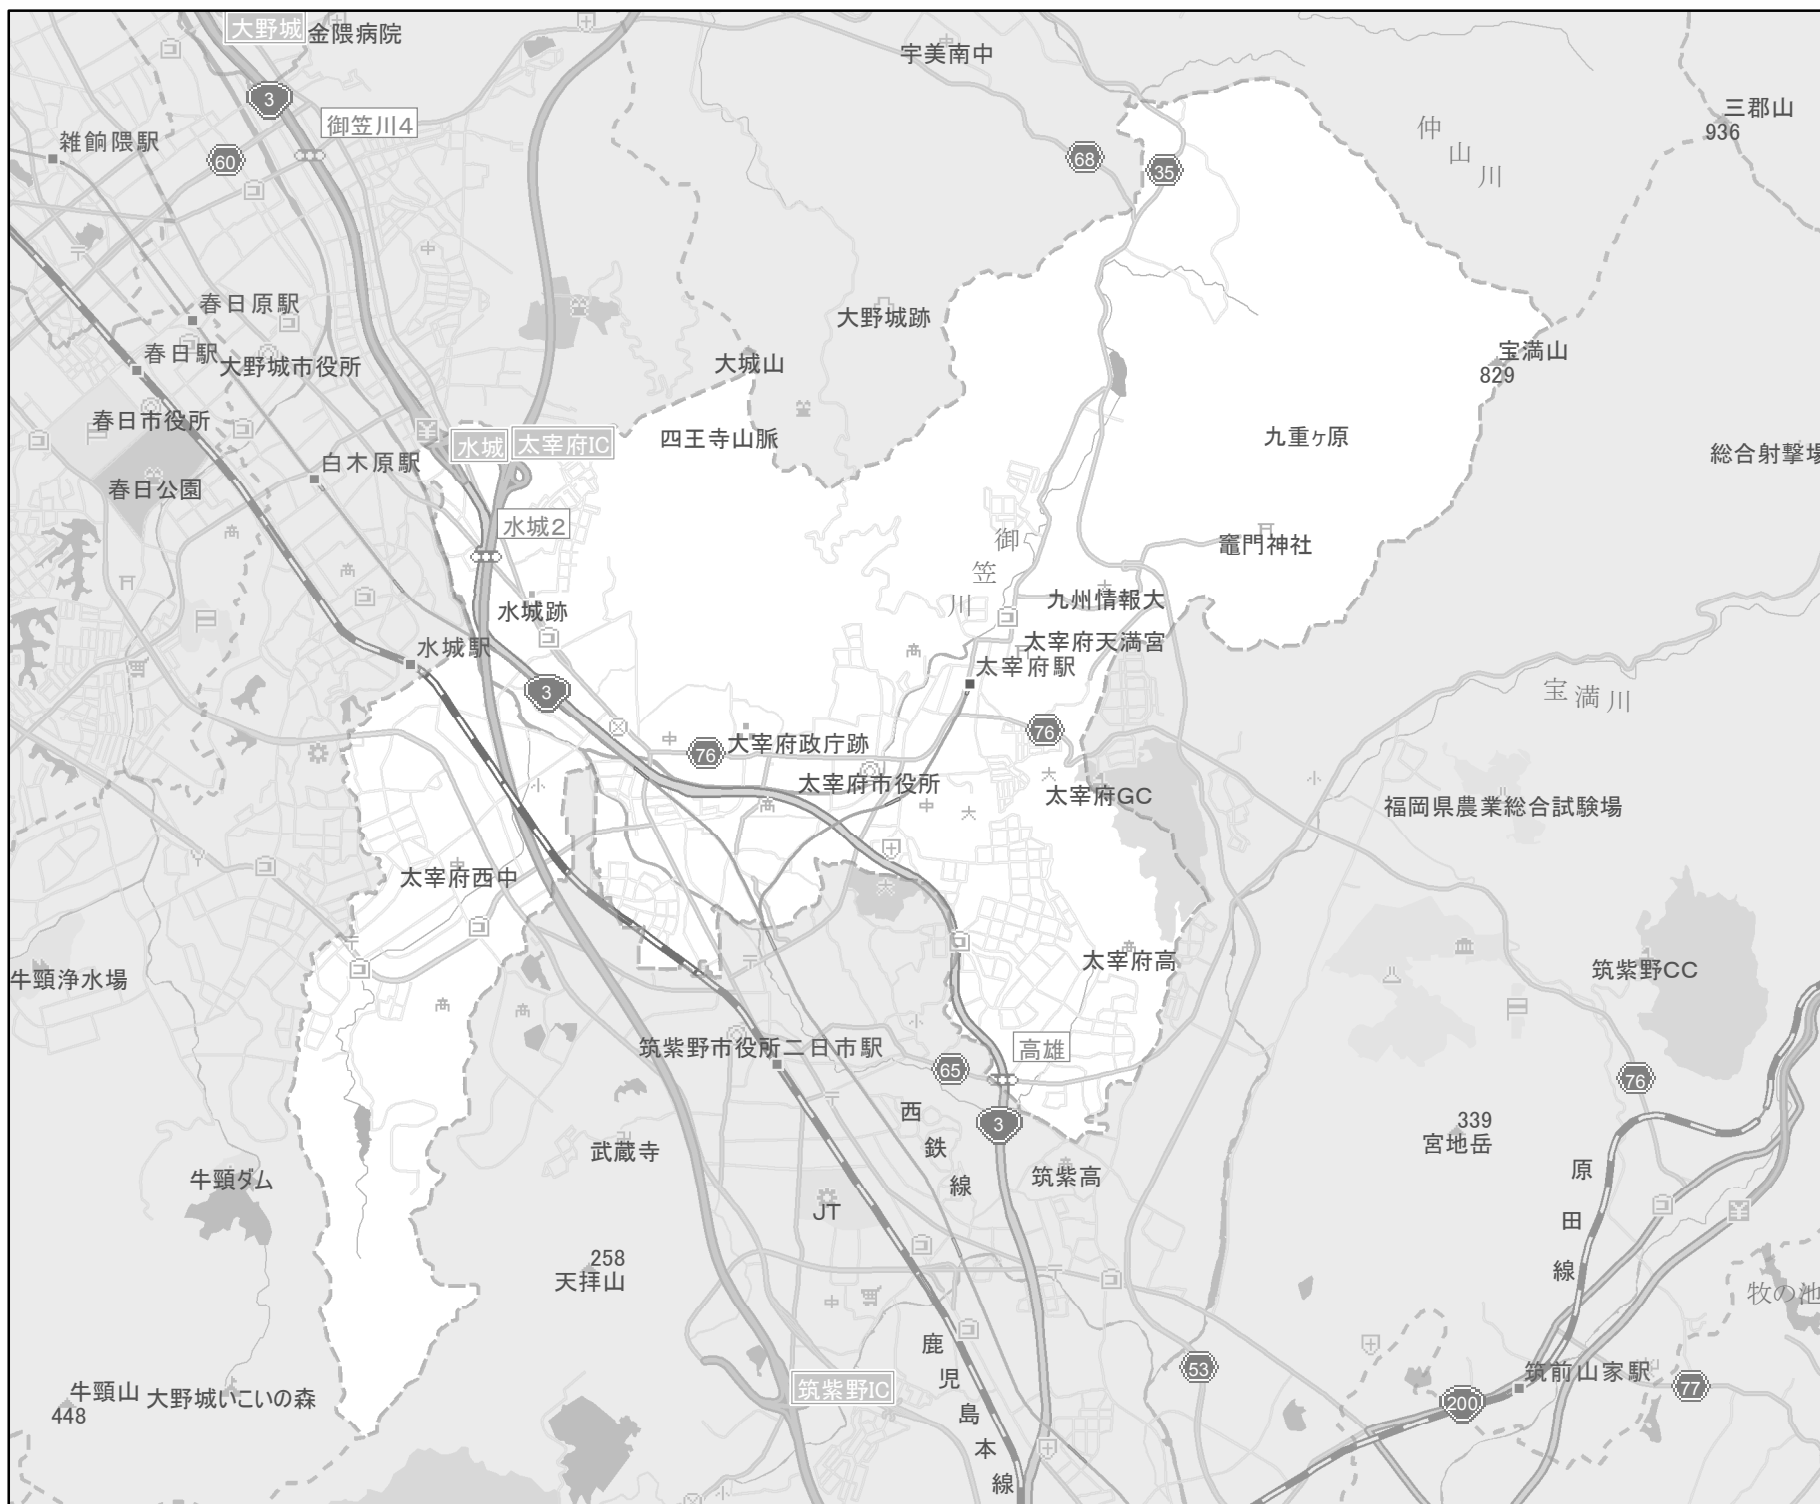 大野城
金隈病院
宇美南中
3
三郡山
936
御笠川4
仲山川
雑餉隈駅
60
68
35
春日原駅
大野城跡
春日駅
大野城市役所
大城山
宝満山
829
春日市役所
水城
太宰府IC
四王寺山脈
九重ヶ原
総合射撃場
白木原駅
春日公園
水城2
御笠川
竈門神社
水城跡
九州情報大
水城駅
太宰府天満宮
太宰府駅
3
宝満川
76
76
大宰府政庁跡
太宰府市役所
太宰府GC
福岡県農業総合試験場
太宰府西中
太宰府高
筑紫野CC
牛頸浄水場
筑紫野市役所
二日市駅
高雄
65
76
西鉄線
3
339
宮地岳
武蔵寺
牛頸ダム
筑紫高
原田線
JT
258
天拝山
牧の池
鹿児島本線
53
筑前山家駅
77
牛頸山
448
大野城いこいの森
筑紫野IC
200